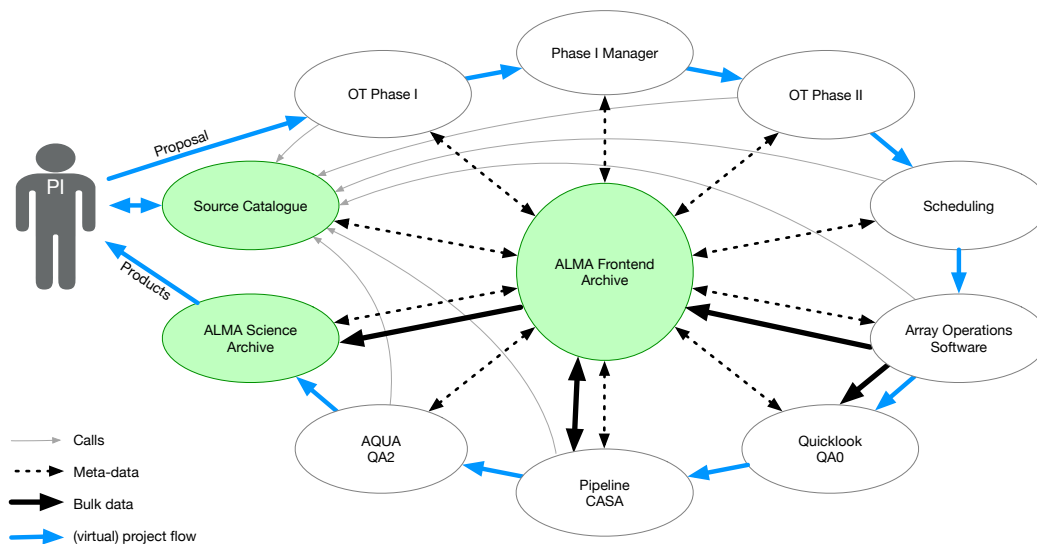 Phase I Manager
OT Phase I
OT Phase II
Proposal
PI
Source Catalogue
Scheduling
ALMA Frontend
Archive
Products
ALMA Science
Archive
Array Operations
Software
AQUA
QA2
Quicklook
QA0
Pipeline
CASA
Calls
Meta-data
Bulk data
(virtual) project flow